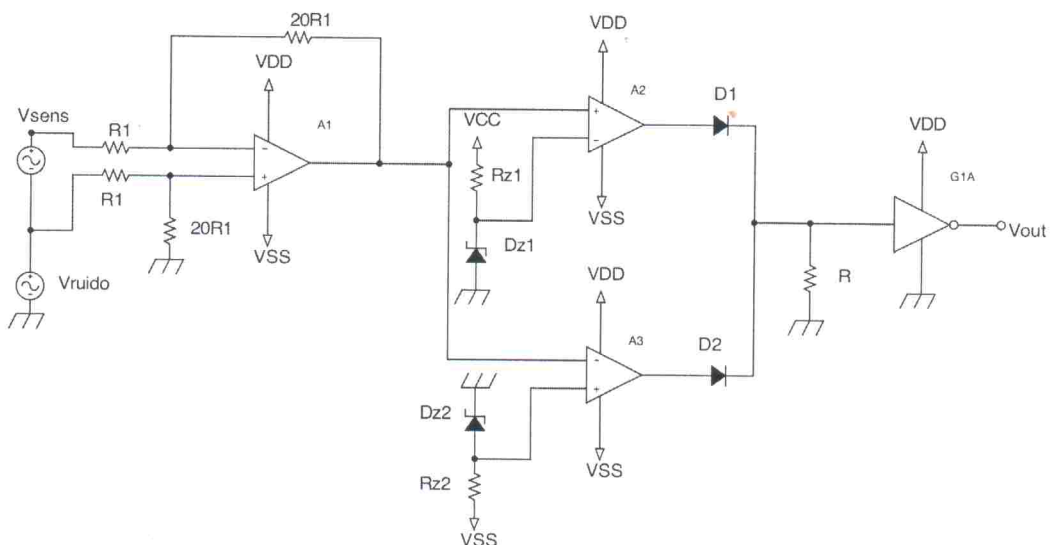 20R1
VDD
VDD
A2
D1
Vsens
A1
R1
VCC
VDD
G1A
Rz1
R1
VSS
20R1
Vout
VSS
Dz1
VDD
Vruido
R
A3
D2
Dz2
Rz2
VSS
VSS